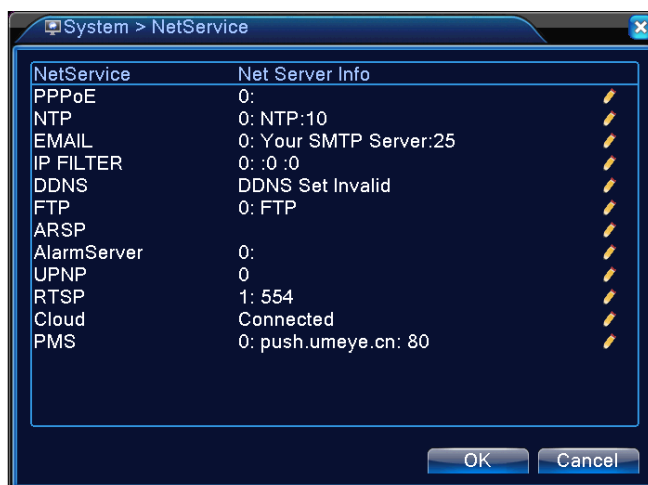 System > NetService
NetService Net Server Info
PPPoE 0:
NTP 0: NTP:10
EMAIL 0: Your SMTP Server:25
IP FILTER 0: :0 :0
DDNS DDNS Set Invalid
FTP 0: FTP
ARSP
AlarmServer 0:
UPNP 0
RTSP 1: 554
Cloud Connected
PMS 0: push.umeye.cn: 80
OK Cancel